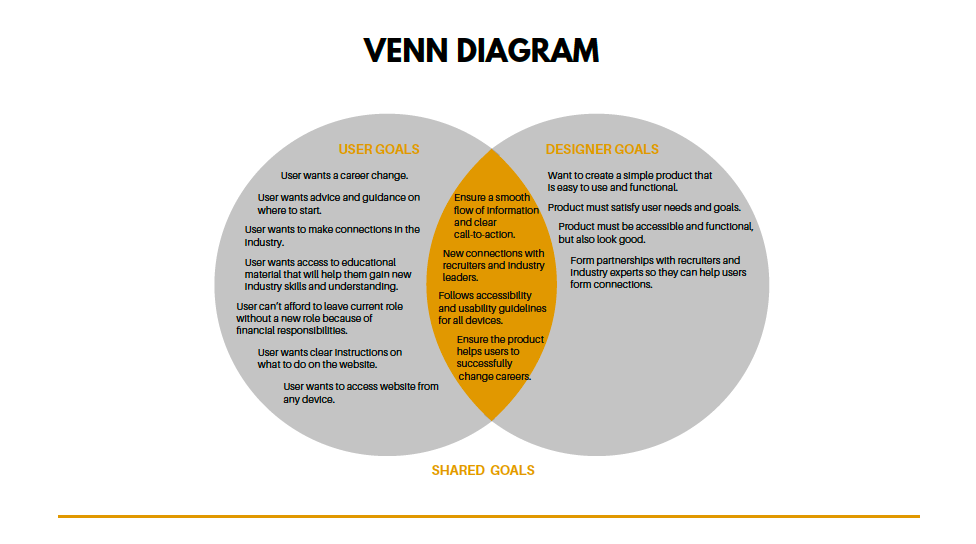 VENN DIAGRAM
USER GOALS
User wants a career change.
User wants advice and guidance on
where to start.
User wants to make connections in the
industry.
User wants access to educational
material that will help them gain new
industry skills and understanding.
User can't afford to leave current role
without a new role because of
financial responsibilities.
User wants clear instructions on
what to do on the website.
User wants to access website from
any device.
Ensure a smooth
flow of information
and clear
call-to-action.
New connections with
recruiters and industry
leaders.
Follows accessibility
and usability guidelines
for all devices.
Ensure the product
helps users to
successfully
change careers.
DESIGNER GOALS
Want to create a simple product that
is easy to use and functional.
Product must satisfy user needs and goals.
Product must be accessible and functional,
but also look good.
Form partnerships with recruiters and
industry experts so they can help users
form connections.
SHARED GOALS